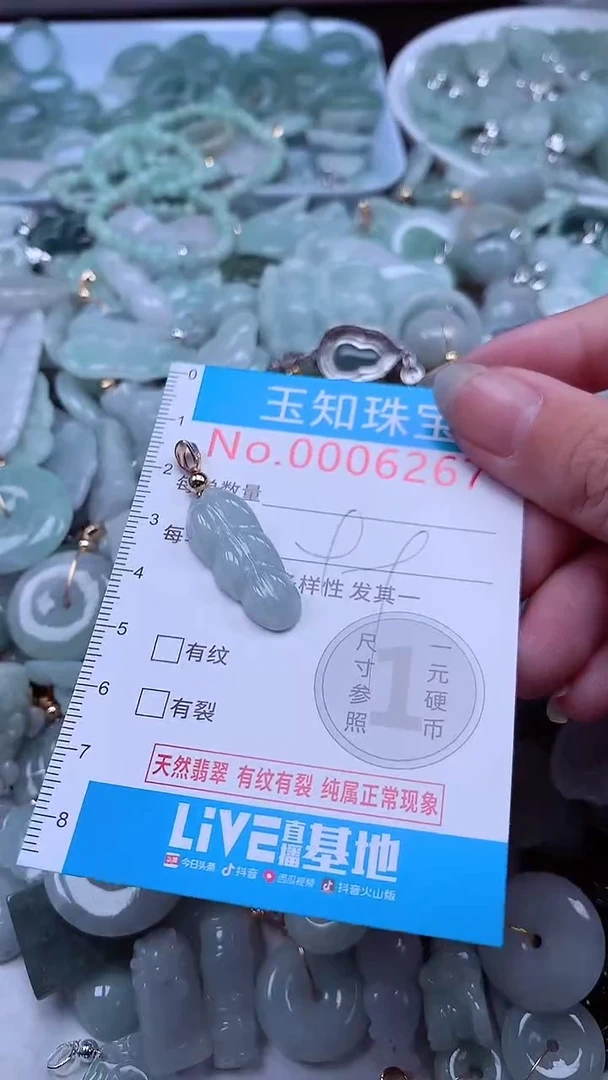 0
玉知珠宝
1
No.0006267
2
数量
3
每
样性 发其一
4
5
有纹
尺寸参照
1
一元硬币
6
有裂
7
天然翡翠 有纹有裂 纯属正常现象
8
LiVE直播基地
今日头条 抖音 西瓜视频 抖音火山版